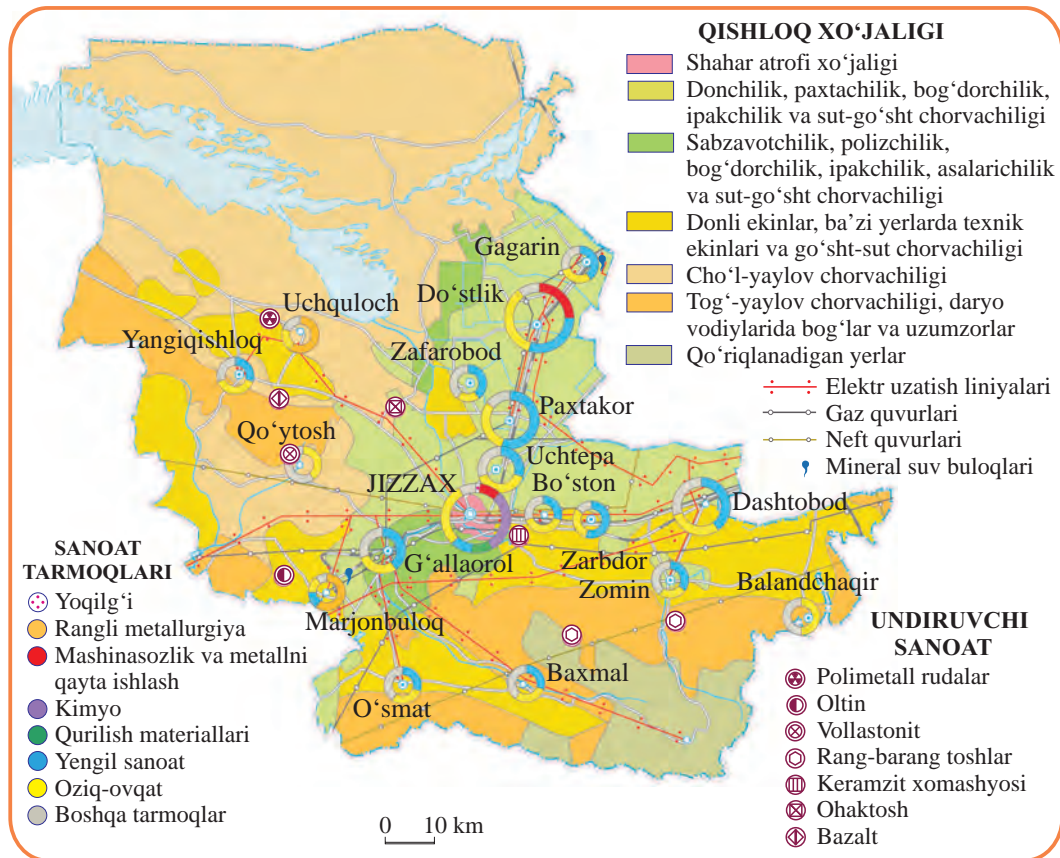 QISHLOQ XO‘JALIGI
Shahar atrofi xo‘jaligi
Donchilik, paxtachilik, bog‘dorchilik,
ipakchilik va sut-go‘sht chorvachiligi
Sabzavotchilik, polizchilik,
bog‘dorchilik, ipakchilik, asalarichilik
va sut-go‘sht chorvachiligi
Donli ekinlar, ba’zi yerlarda texnik
ekinlari va go‘sht-sut chorvachiligi
Cho‘l-yaylov chorvachiligi
Tog‘-yaylov chorvachiligi, daryo
vodiylarida bog‘lar va uzumzorlar
Qo‘riqlanadigan yerlar
Elektr uzatish liniyalari
Gaz quvurlari
Neft quvurlari
Mineral suv buloqlari
Gagarin
Do‘stlik
Uchquloch
Yangiqishloq
Zafarobod
Paxtakor
Qo‘ytosh
Uchtepa
JIZZAX
Bo‘ston
Dashtobod
G‘allaorol
Zarbdor
Zomin
Balandchaqir
Marjonbuloq
Baxmal
O‘smat
SANOAT
TARMOQLARI
Yoqilg‘i
Rangli metallurgiya
Mashinasozlik va metallni
qayta ishlash
Kimyo
Qurilish materiallari
Yengil sanoat
Oziq-ovqat
Boshqa tarmoqlar
0 10 km
UNDIRUVCHI
SANOAT
Polimetall rudalar
Oltin
Vollastonit
Rang-barang toshlar
Keramzit xomashyosi
Ohaktosh
Bazalt